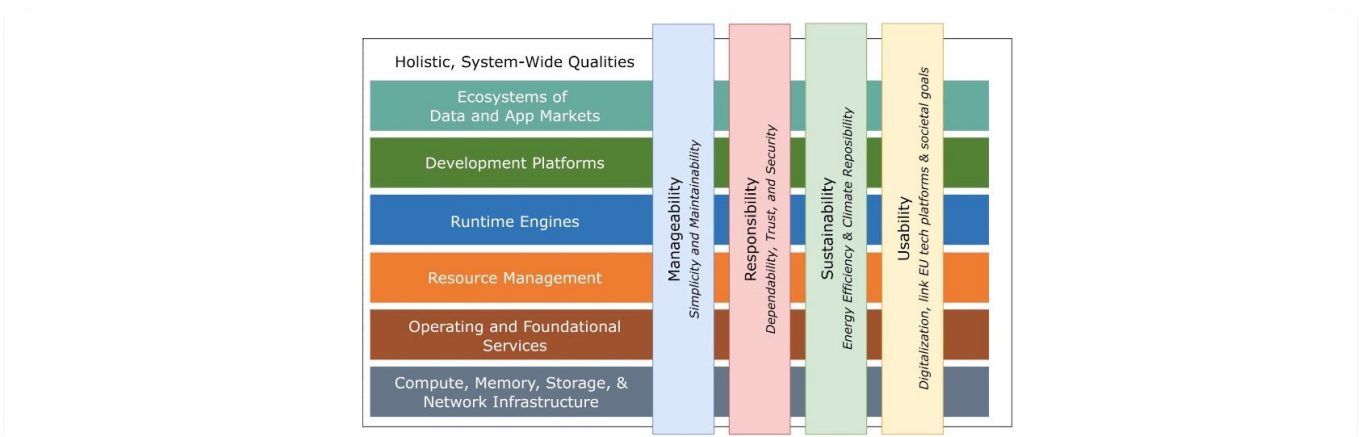 Holistic, System-Wide Qualities
Ecosystems of
Data and App Markets
Development Platforms
Runtime Engines
Resource Management
Operating and Foundational
Services
Compute, Memory, Storage, &
Network Infrastructure
Manageability
Simplicity and Maintainability
Responsibility
Dependability, Trust, and Security
Sustainability
Energy Efficiency & Climate Reposibility
Usability
Digitalization, link EU tech platforms & societal goals